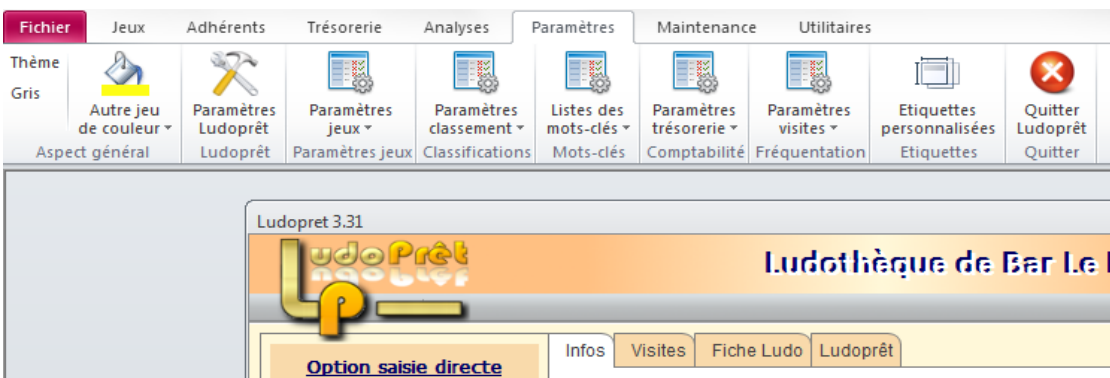 Fichier Jeux Adhérents Trésorerie Analyses Paramètres Maintenance Utilitaires
Thème
Gris
Autre jeu de couleur
Paramètres Ludoprêt
Paramètres jeux
Paramètres classement
Listes des mots-clés
Paramètres trésorerie
Paramètres visites
Etiquettes personnalisées
Quitter Ludoprêt
Aspect général Ludoprêt Paramètres jeux Classifications Mots-clés Comptabilité Fréquentation Etiquettes Quitter
Ludopret 3.31
LudoPrêt
LP
Ludothèque de Bar Le
Infos Visites Fiche Ludo Ludoprêt
Option saisie directe